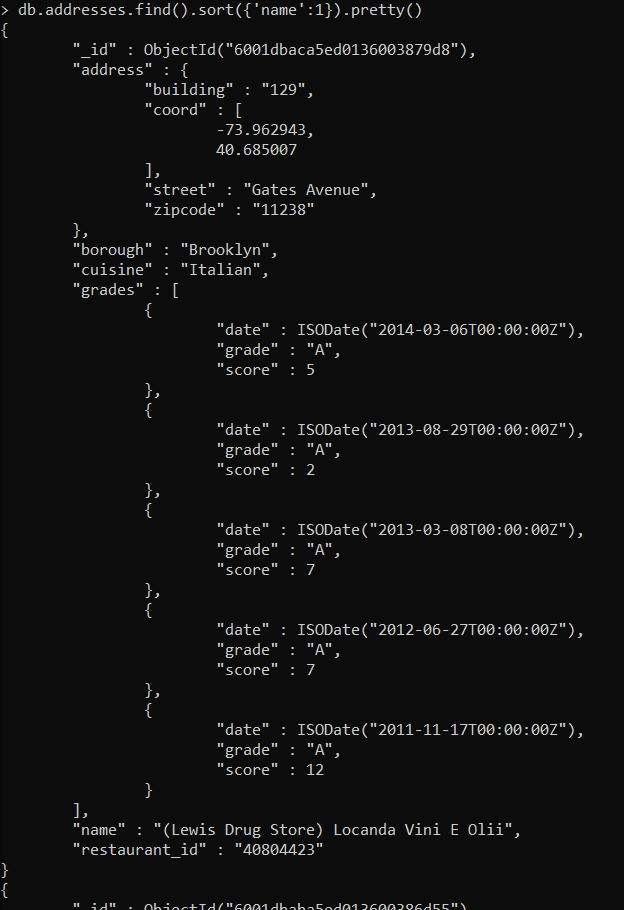 > db.addresses.find().sort({'name':1}).pretty()
{
        "_id" : ObjectId("6001dbaca5ed0136003879d8"),
        "address" : {
                "building" : "129",
                "coord" : [
                        -73.962943,
                        40.685007
                ],
                "street" : "Gates Avenue",
                "zipcode" : "11238"
        },
        "borough" : "Brooklyn",
        "cuisine" : "Italian",
        "grades" : [
                {
                        "date" : ISODate("2014-03-06T00:00:00Z"),
                        "grade" : "A",
                        "score" : 5
                },
                {
                        "date" : ISODate("2013-08-29T00:00:00Z"),
                        "grade" : "A",
                        "score" : 2
                },
                {
                        "date" : ISODate("2013-03-08T00:00:00Z"),
                        "grade" : "A",
                        "score" : 7
                },
                {
                        "date" : ISODate("2012-06-27T00:00:00Z"),
                        "grade" : "A",
                        "score" : 7
                },
                {
                        "date" : ISODate("2011-11-17T00:00:00Z"),
                        "grade" : "A",
                        "score" : 12
                }
        ],
        "name" : "(Lewis Drug Store) Locanda Vini E Olii",
        "restaurant_id" : "40804423"
}
{
        "_id" :